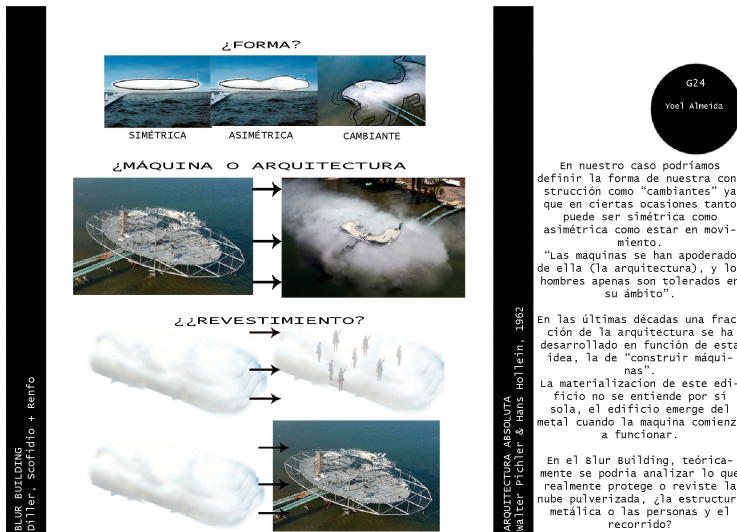 BLUR BUILDING
Diller, Scofidio + Renfo
¿FORMA?
SIMÉTRICA
ASIMÉTRICA
CAMBIANTE
¿MÁQUINA O ARQUITECTURA
¿¿REVESTIMIENTO?
ARQUITECTURA ABSOLUTA
Walter Pichler & Hans Hollein, 1962
G24
Yoel Almeida
En nuestro caso podríamos
definir la forma de nuestra con
strucción como “cambiantes” ya
que en ciertas ocasiones tanto
puede ser simétrica como
asimétrica como estar en movi-
miento.
“Las maquinas se han apoderado
de ella (la arquitectura), y lo
hombres apenas son tolerados en
su ámbito”.
En las últimas décadas una frac
ción de la arquitectura se ha
desarrollado en función de esta
idea, la de “construir máqui-
nas”.
La materializacíon de este edi-
ficio no se entiende por sí
sola, el edificio emerge del
metal cuando la maquina comienz
a funcionar.
En el Blur Building, teórica-
mente se podría analizar lo que
realmente protege o reviste la
nube pulverizada, ¿la estructur
metálica o las personas y el
recorrido?